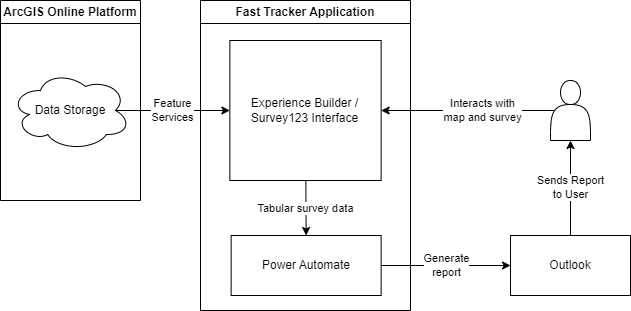 ArcGIS Online Platform
Fast Tracker Application
Data Storage
Feature
Services
Experience Builder /
Survey123 Interface
Interacts with
map and survey
Tabular survey data
Sends Report
to User
Power Automate
Generate
report
Outlook